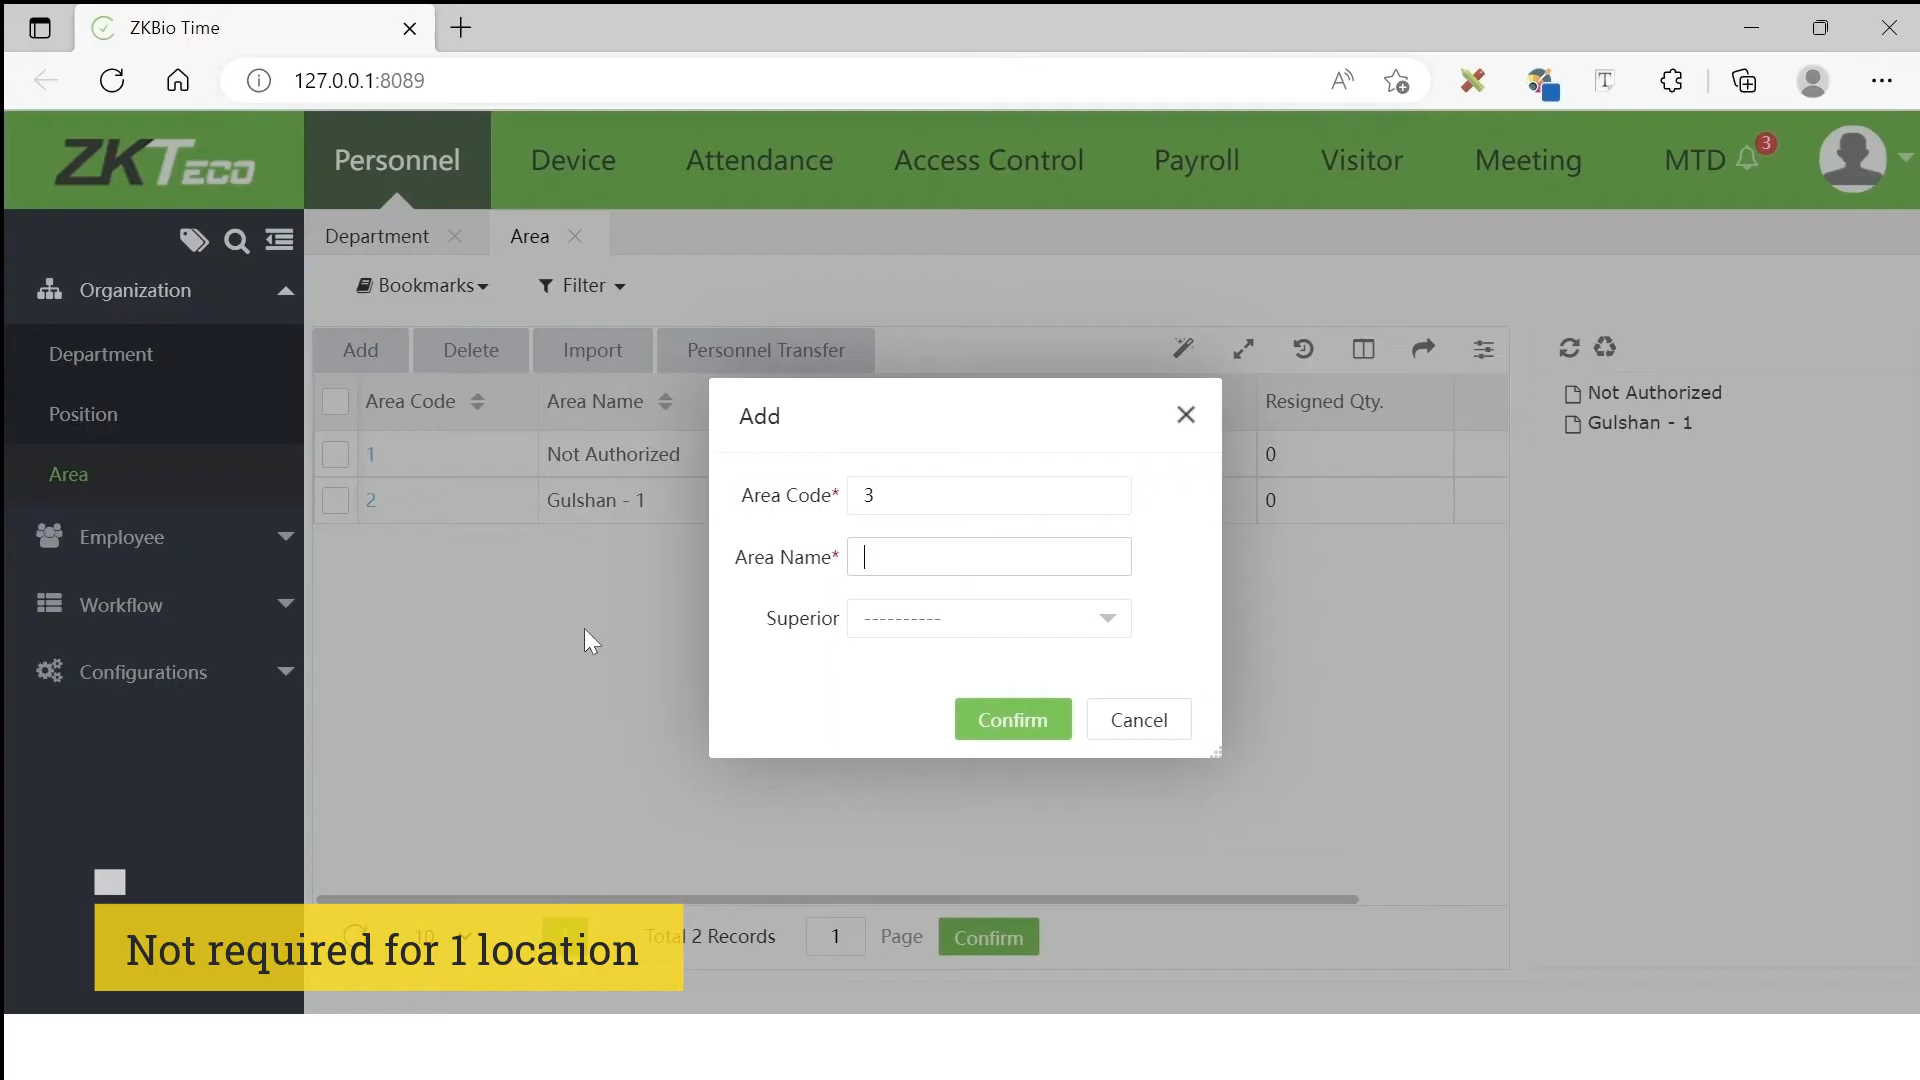 ZKBio Time
127.0.0.1:8089
ZKTECO
Personnel
Device
Attendance
Access Control
Payroll
Visitor
Meeting
MTD
3
Department
Area
Organization
Bookmarks
Filter
Department
Position
Area
Employee
Workflow
Configurations
Add
Delete
Import
Personnel Transfer
Area Code
Area Name
Resigned Qty.
1
Not Authorized
0
2
Gulshan - 1
0
Not Authorized
Gulshan - 1
Add
Area Code* 3
Area Name*
Superior ----------
Confirm
Cancel
10
1
Total 2 Records
1
Page
Confirm
Not required for 1 location